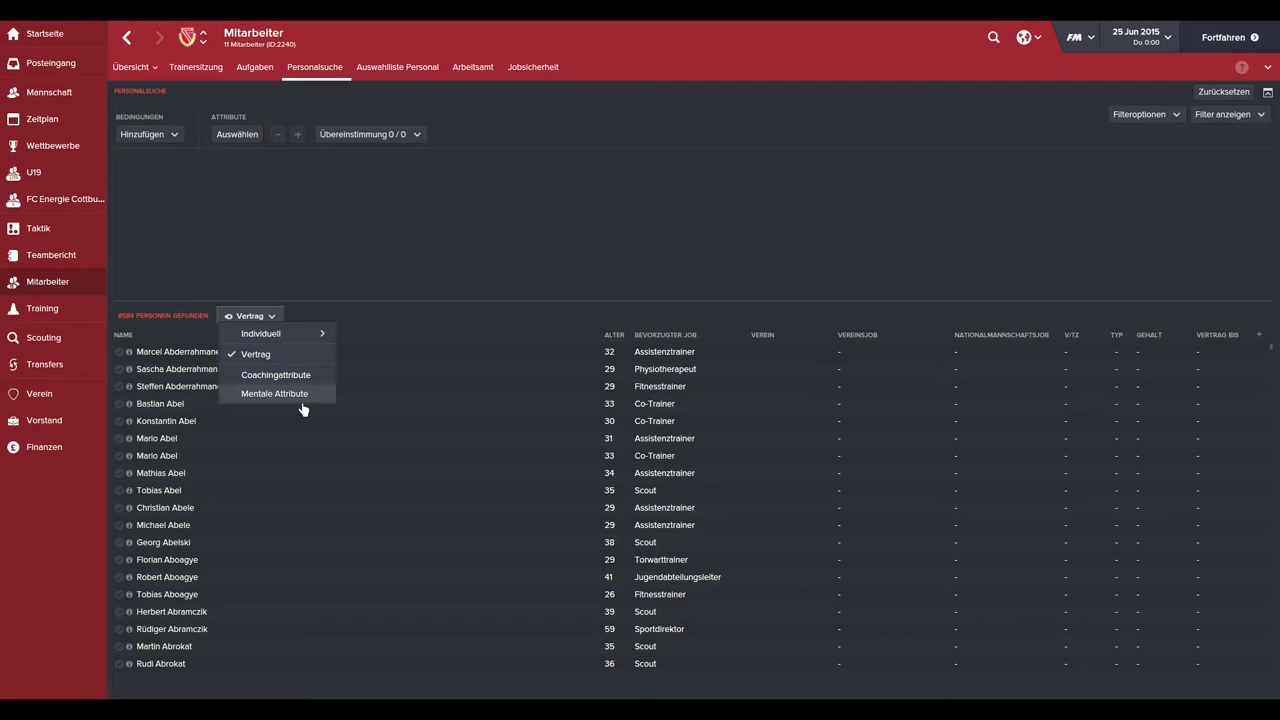 Startseite
Posteingang
Mannschaft
Zeitplan
Wettbewerbe
U19
FC Energie Cottbu...
Taktik
Teambericht
Mitarbeiter
Training
Scouting
Transfers
Verein
Vorstand
Finanzen
Mitarbeiter
11 Mitarbeiter (ID:2240)
FM
25 Jun 2015
Do 0:00
Fortfahren
Übersicht Trainersitzung Aufgaben Personalsuche Auswahlliste Personal Arbeitsamt Jobsicherheit ?
PERSONALSUCHE Zurücksetzen
BEDINGUNGEN ATTRIBUTE Filteroptionen Filter anzeigen
Hinzufügen Auswählen - + Übereinstimmung 0 / 0
8584 PERSONEN GEFUNDEN Vertrag
Individuell
Vertrag
Coachingattribute
Mentale Attribute
NAME ALTER BEVORZUGTER JOB VEREIN VEREINSJOB NATIONALMANNSCHAFTSJOB V/TZ TYP GEHALT VERTRAG BIS +
Marcel Abderrahmane 32 Assistenztrainer - - - - - - -
Sascha Abderrahman 29 Physiotherapeut - - - - - - -
Steffen Abderrahman 29 Fitnesstrainer - - - - - - -
Bastian Abel 33 Co-Trainer - - - - - - -
Konstantin Abel 30 Co-Trainer - - - - - - -
Mario Abel 31 Assistenztrainer - - - - - - -
Mario Abel 33 Co-Trainer - - - - - - -
Mathias Abel 34 Assistenztrainer - - - - - - -
Tobias Abel 35 Scout - - - - - - -
Christian Abele 29 Assistenztrainer - - - - - - -
Michael Abele 29 Assistenztrainer - - - - - - -
Georg Abelski 38 Scout - - - - - - -
Florian Aboagye 29 Torwarttrainer - - - - - - -
Robert Aboagye 41 Jugendabteilungsleiter - - - - - - -
Tobias Aboagye 26 Fitnesstrainer - - - - - - -
Herbert Abramczik 39 Scout - - - - - - -
Rüdiger Abramczik 59 Sportdirektor - - - - - - -
Martin Abrokat 35 Scout - - - - - - -
Rudi Abrokat 36 Scout - - - - - - -